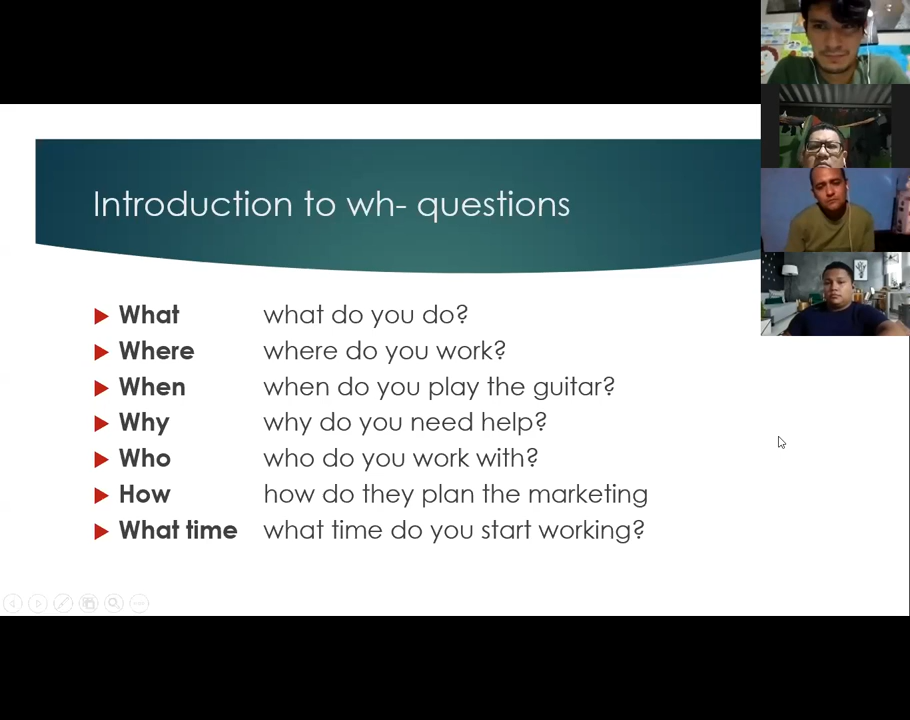 Introduction to wh- questions
What what do you do?
Where where do you work?
When when do you play the guitar?
Why why do you need help?
Who who do you work with?
How how do they plan the marketing
What time what time do you start working?